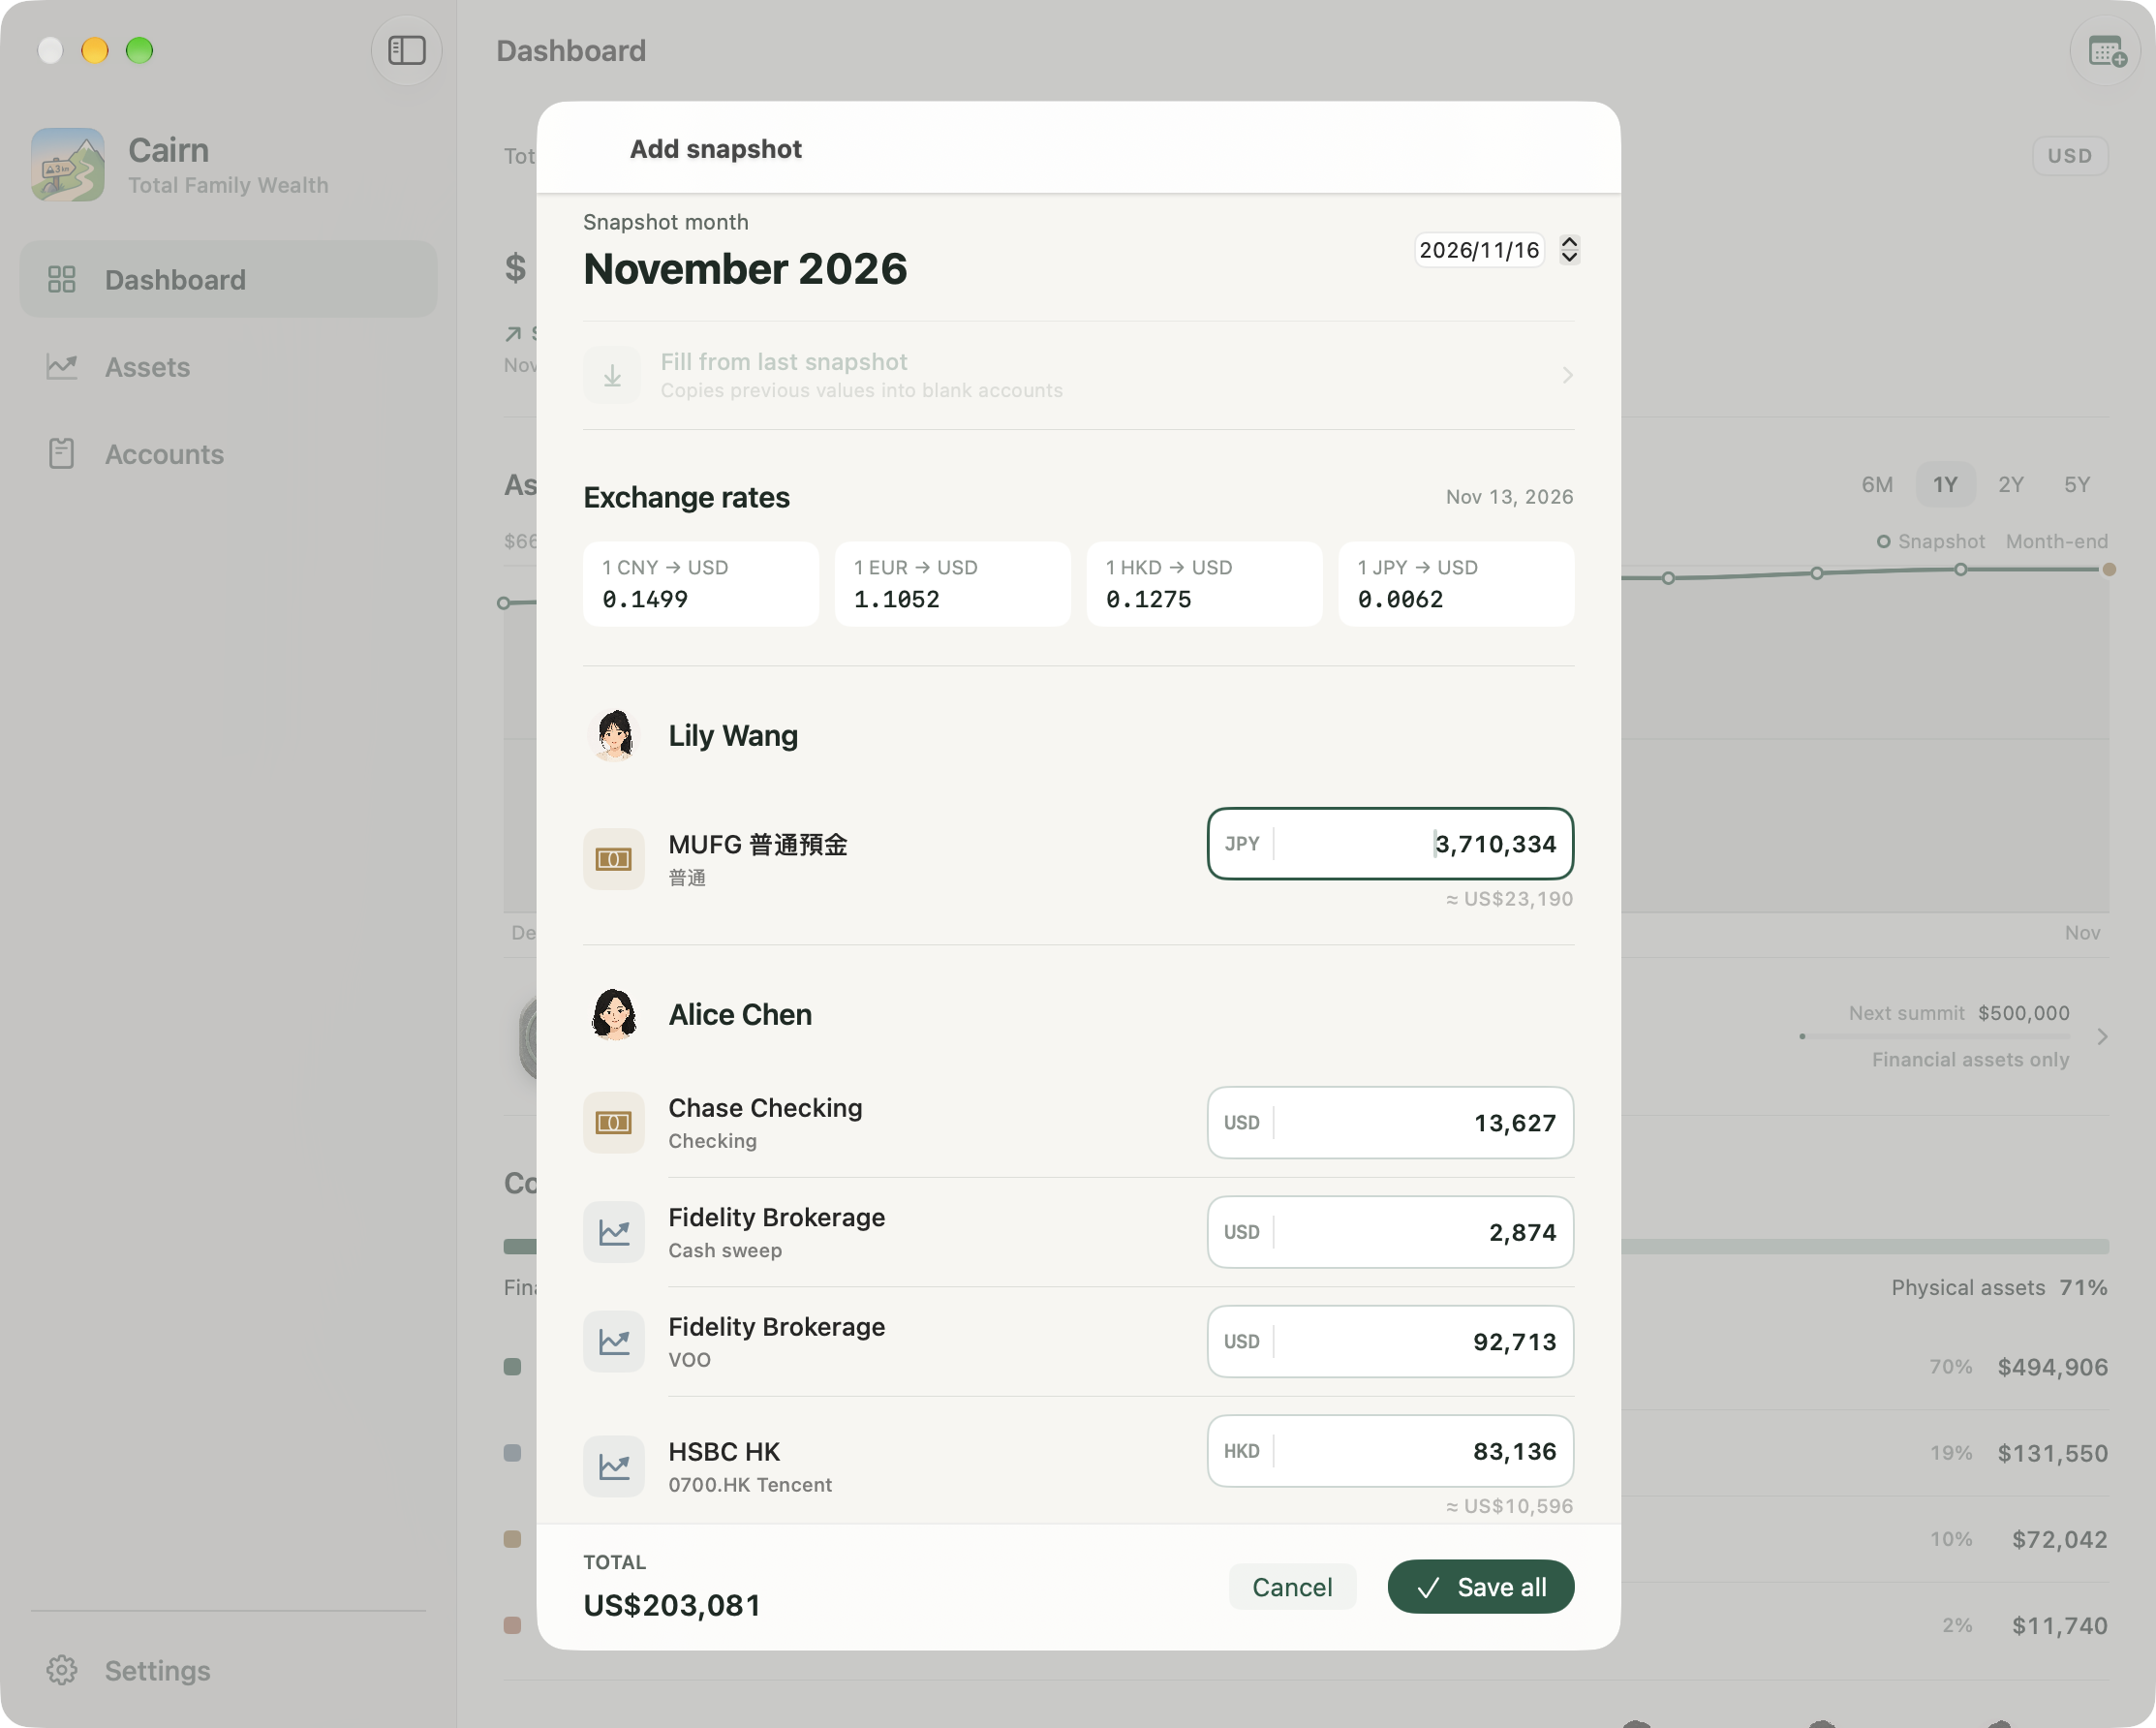 Dashboard
Cairn
Total Family Wealth
Dashboard
Assets
Accounts
Settings
USD
$
Nov
6M
1Y
2Y
5Y
Snapshot
Month-end
Nov
Next summit $500,000
Financial assets only
Physical assets 71%
70% $494,906
19% $131,550
10% $72,042
2% $11,740
Add snapshot
Snapshot month
November 2026
2026/11/16
Fill from last snapshot
Copies previous values into blank accounts
Exchange rates
Nov 13, 2026
1 CNY → USD
0.1499
1 EUR → USD
1.1052
1 HKD → USD
0.1275
1 JPY → USD
0.0062
Lily Wang
MUFG 普通預金
普通
JPY 3,710,334
≈ US$23,190
Alice Chen
Chase Checking
Checking
USD 13,627
Fidelity Brokerage
Cash sweep
USD 2,874
Fidelity Brokerage
VOO
USD 92,713
HSBC HK
0700.HK Tencent
HKD 83,136
≈ US$10,596
TOTAL
US$203,081
Cancel
Save all